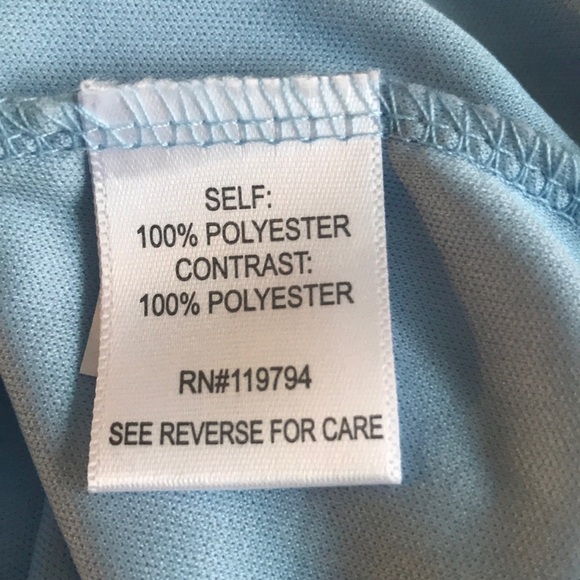 SELF:
100% POLYESTER
CONTRAST:
100% POLYESTER
RN#119794
SEE REVERSE FOR CARE